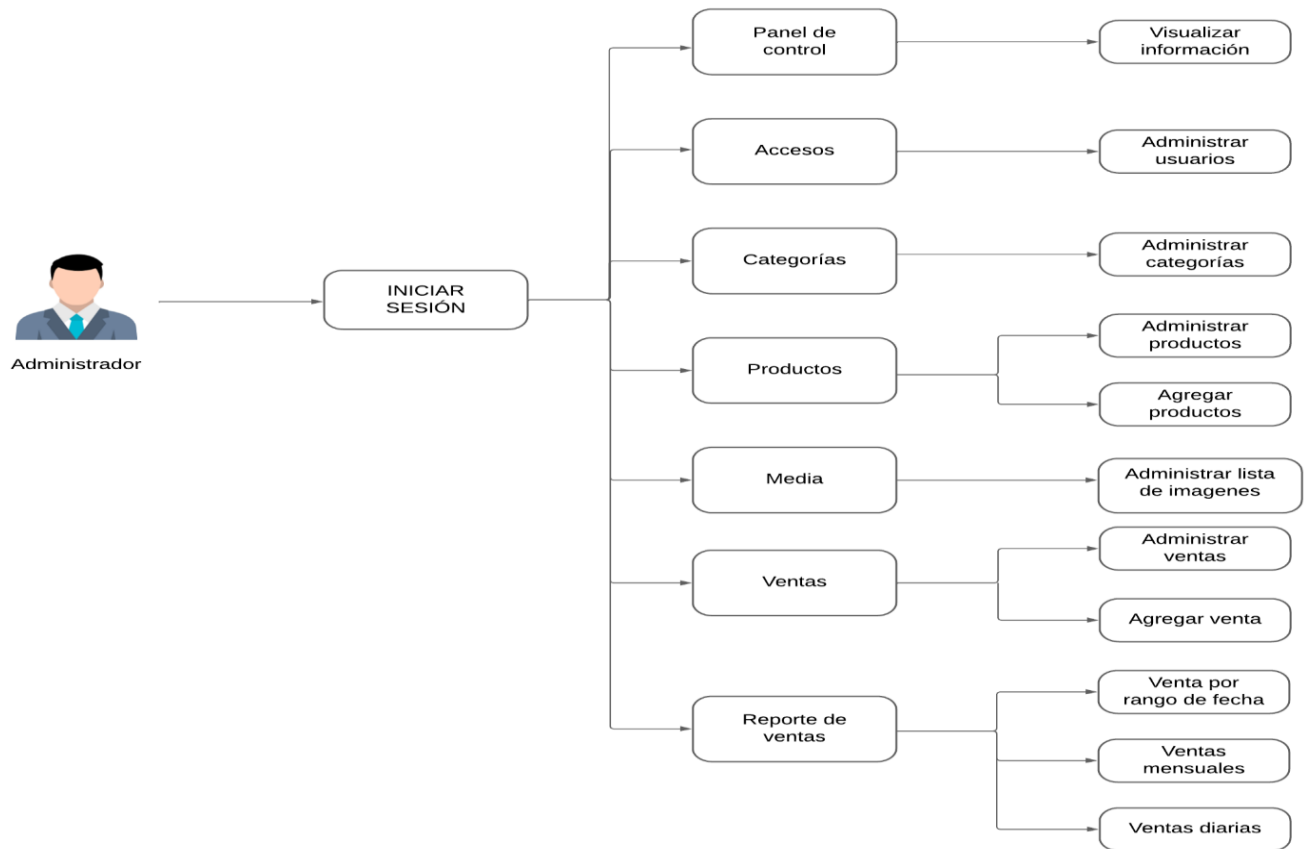 Panel de
control
Visualizar
información
Accesos
Administrar
usuarios
Categorías
Administrar
categorías
INICIAR
SESIÓN
Administrador
Productos
Administrar
productos
Agregar
productos
Media
Administrar lista
de imagenes
Ventas
Administrar
ventas
Agregar venta
Reporte de
ventas
Venta por
rango de fecha
Ventas
mensuales
Ventas diarias